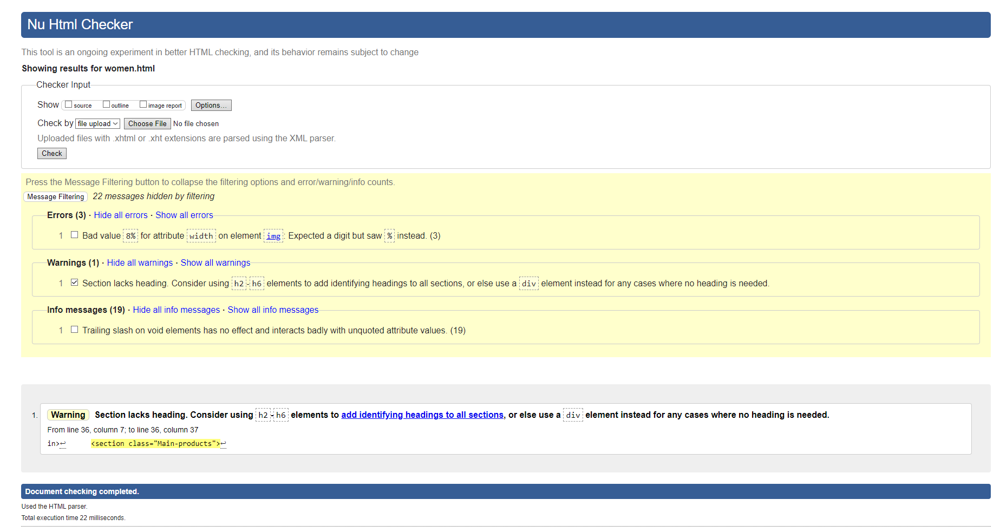 Nu Html Checker
This tool is an ongoing experiment in better HTML checking, and its behavior remains subject to change
Showing results for women.html
Checker Input
Show source outline image report Options...
Check by file upload Choose File No file chosen
Uploaded files with .xhtml or .xht extensions are parsed using the XML parser.
Check
Press the Message Filtering button to collapse the filtering options and error/warning/info counts.
Message Filtering 22 messages hidden by filtering
Errors (3) · Hide all errors · Show all errors
1 Bad value 8% for attribute width on element img: Expected a digit but saw % instead. (3)
Warnings (1) · Hide all warnings · Show all warnings
1 Section lacks heading. Consider using h2-h6 elements to add identifying headings to all sections, or else use a div element instead for any cases where no heading is needed.
Info messages (19) · Hide all info messages · Show all info messages
1 Trailing slash on void elements has no effect and interacts badly with unquoted attribute values. (19)
1. Warning Section lacks heading. Consider using h2-h6 elements to add identifying headings to all sections, or else use a div element instead for any cases where no heading is needed.
From line 36, column 7; to line 36, column 37
in>↩ <section class="Main-products">↩
Document checking completed.
Used the HTML parser.
Total execution time 22 milliseconds.